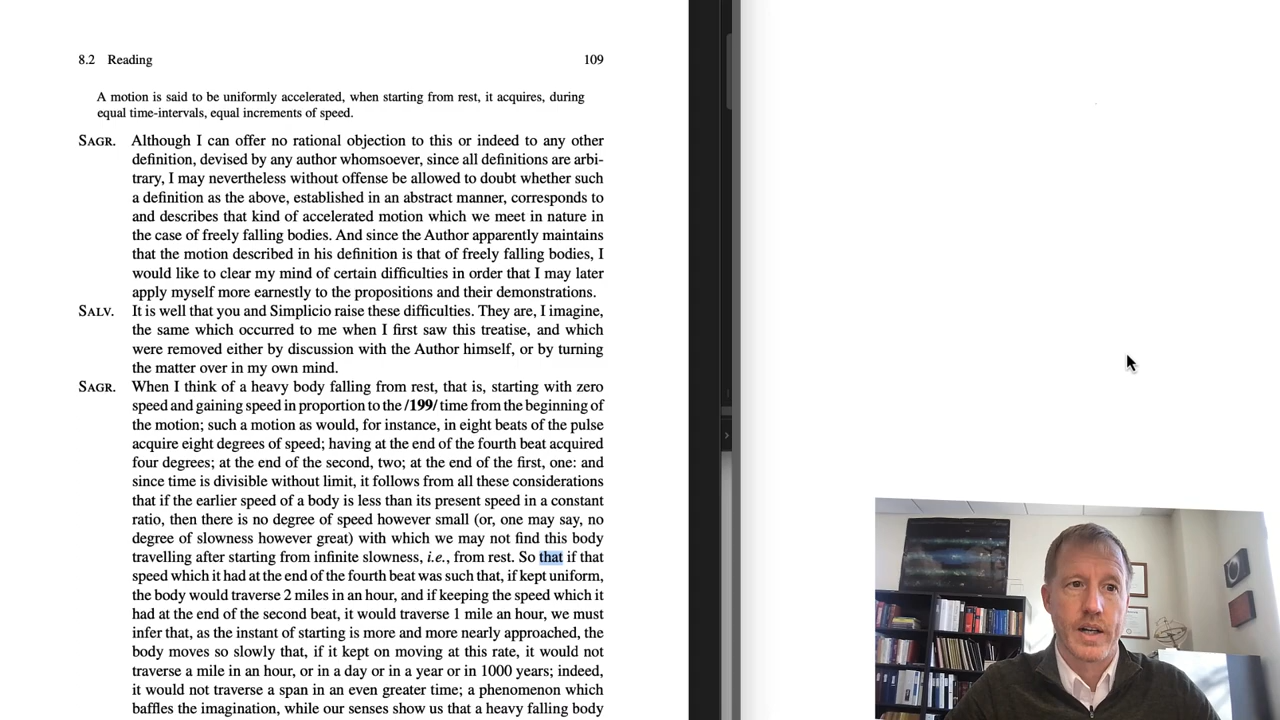 8.2 Reading 109
A motion is said to be uniformly accelerated, when starting from rest, it acquires, during
equal time-intervals, equal increments of speed.
SAGR. Although I can offer no rational objection to this or indeed to any other
definition, devised by any author whomsoever, since all definitions are arbi-
trary, I may nevertheless without offense be allowed to doubt whether such
a definition as the above, established in an abstract manner, corresponds to
and describes that kind of accelerated motion which we meet in nature in
the case of freely falling bodies. And since the Author apparently maintains
that the motion described in his definition is that of freely falling bodies, I
would like to clear my mind of certain difficulties in order that I may later
apply myself more earnestly to the propositions and their demonstrations.
SALV. It is well that you and Simplicio raise these difficulties. They are, I imagine,
the same which occurred to me when I first saw this treatise, and which
were removed either by discussion with the Author himself, or by turning
the matter over in my own mind.
SAGR. When I think of a heavy body falling from rest, that is, starting with zero
speed and gaining speed in proportion to the /199/ time from the beginning of
the motion; such a motion as would, for instance, in eight beats of the pulse
acquire eight degrees of speed; having at the end of the fourth beat acquired
four degrees; at the end of the second, two; at the end of the first, one: and
since time is divisible without limit, it follows from all these considerations
that if the earlier speed of a body is less than its present speed in a constant
ratio, then there is no degree of speed however small (or, one may say, no
degree of slowness however great) with which we may not find this body
travelling after starting from infinite slowness, i.e., from rest. So that if that
speed which it had at the end of the fourth beat was such that, if kept uniform,
the body would traverse 2 miles in an hour, and if keeping the speed which it
had at the end of the second beat, it would traverse 1 mile an hour, we must
infer that, as the instant of starting is more and more nearly approached, the
body moves so slowly that, if it kept on moving at this rate, it would not
traverse a mile in an hour, or in a day or in a year or in 1000 years; indeed,
it would not traverse a span in an even greater time; a phenomenon which
baffles the imagination, while our senses show us that a heavy falling body